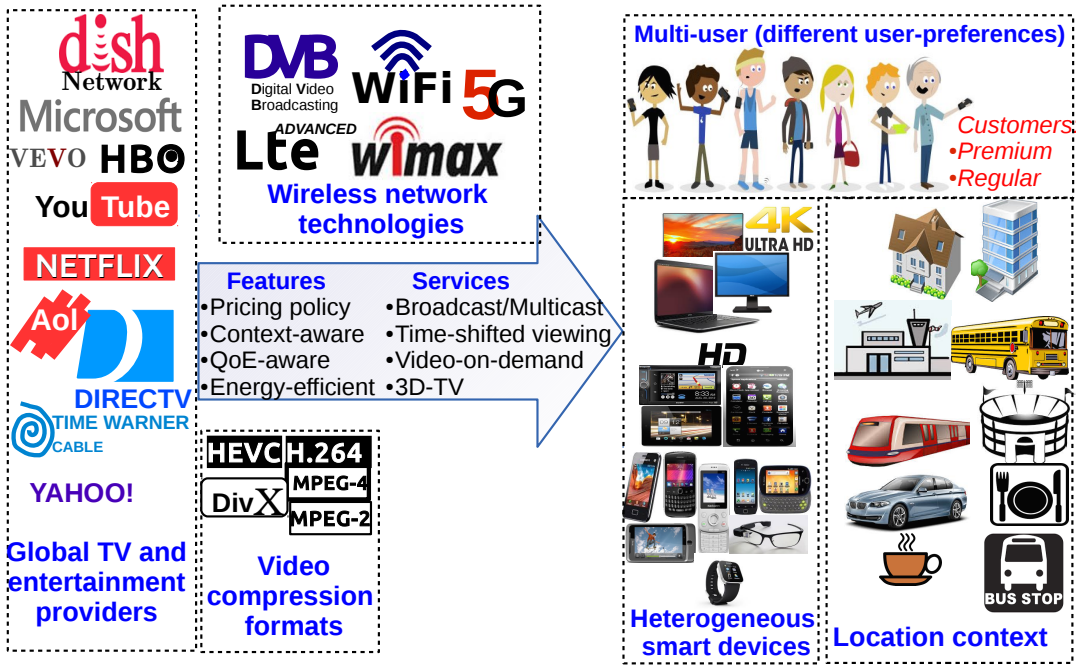 dish
Network
Microsoft
VEVO HBO
You Tube
NETFLIX
Aol
DIRECTV
TIME WARNER
CABLE
YAHOO!
Global TV and
entertainment
providers
DVB
Digital Video
Broadcasting
WiFi
5G
Lte
ADVANCED
wimax
Wireless network
technologies
Features
•Pricing policy
•Context-aware
•QoE-aware
•Energy-efficient
Services
•Broadcast/Multicast
•Time-shifted viewing
•Video-on-demand
•3D-TV
HEVC H.264
DivX
MPEG-4
MPEG-2
Video
compression
formats
Multi-user (different user-preferences)
Customers:
•Premium
•Regular
4K
ULTRA HD
HD
8:33
Heterogeneous
smart devices
BUS STOP
Location context